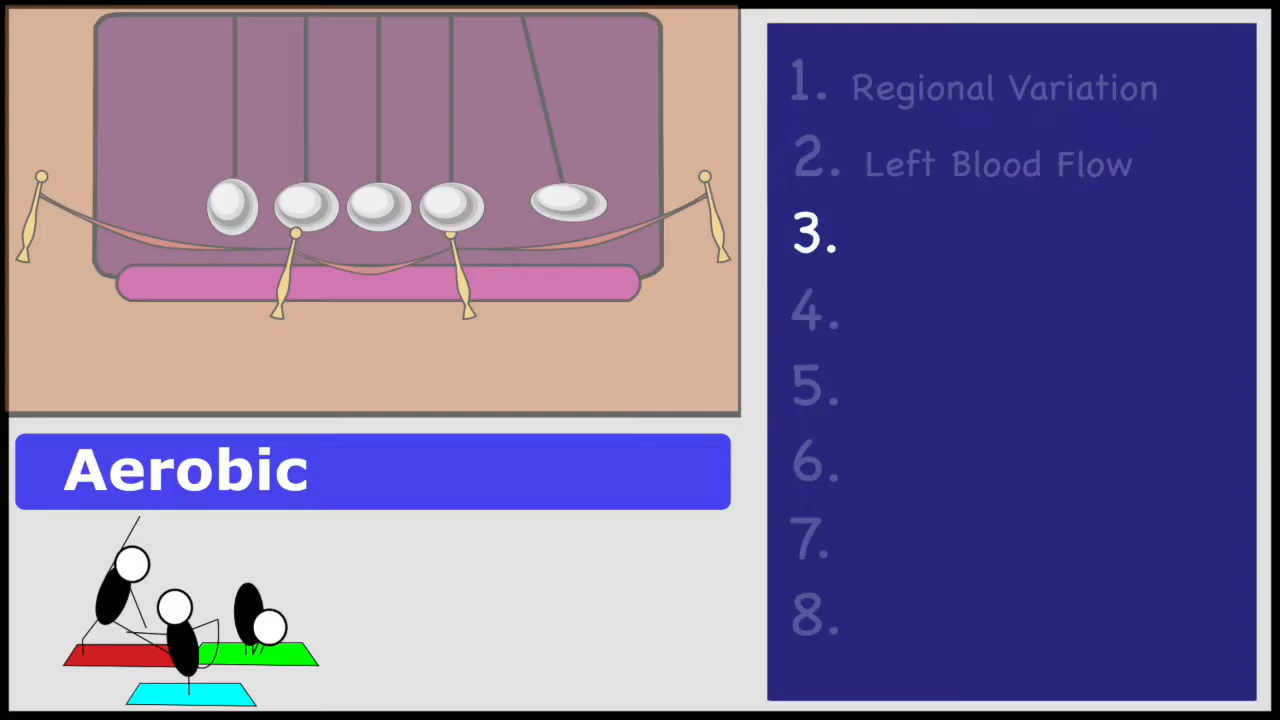 Aerobic
1. Regional Variation
2. Left Blood Flow
3.
4.
5.
6.
7.
8.